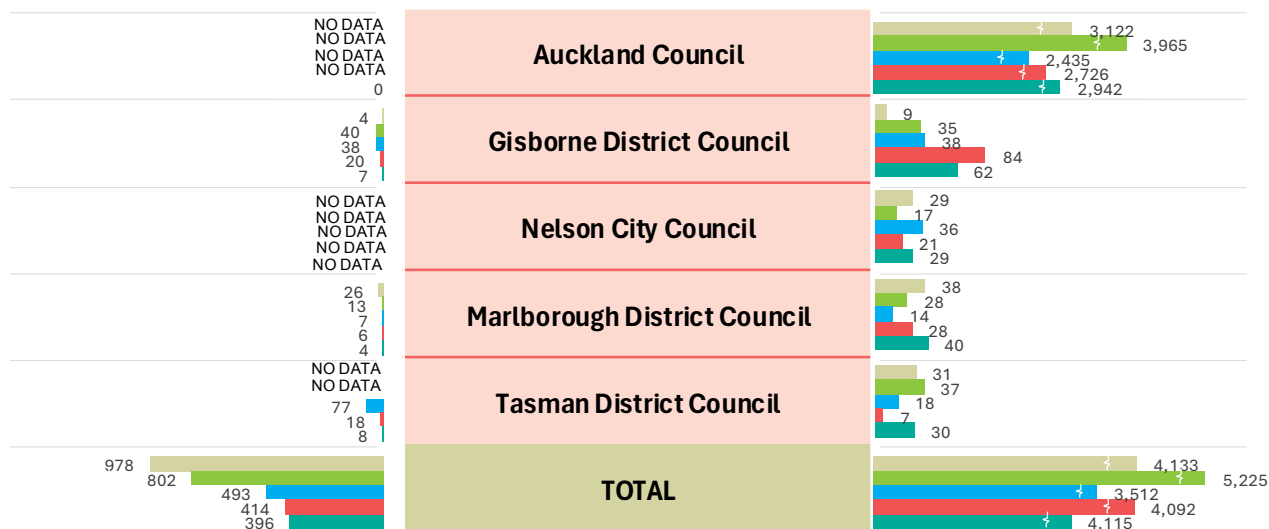 NO DATA
NO DATA
NO DATA
NO DATA
0
Auckland Council
3,122
3,965
2,435
2,726
2,942
4
40
38
20
7
Gisborne District Council
9
35
38
84
62
NO DATA
NO DATA
NO DATA
NO DATA
NO DATA
Nelson City Council
29
17
36
21
29
26
13
7
6
4
Marlborough District Council
38
28
14
28
40
NO DATA
NO DATA
77
18
8
Tasman District Council
31
37
18
7
30
978
802
493
414
396
TOTAL
4,133
5,225
3,512
4,092
4,115